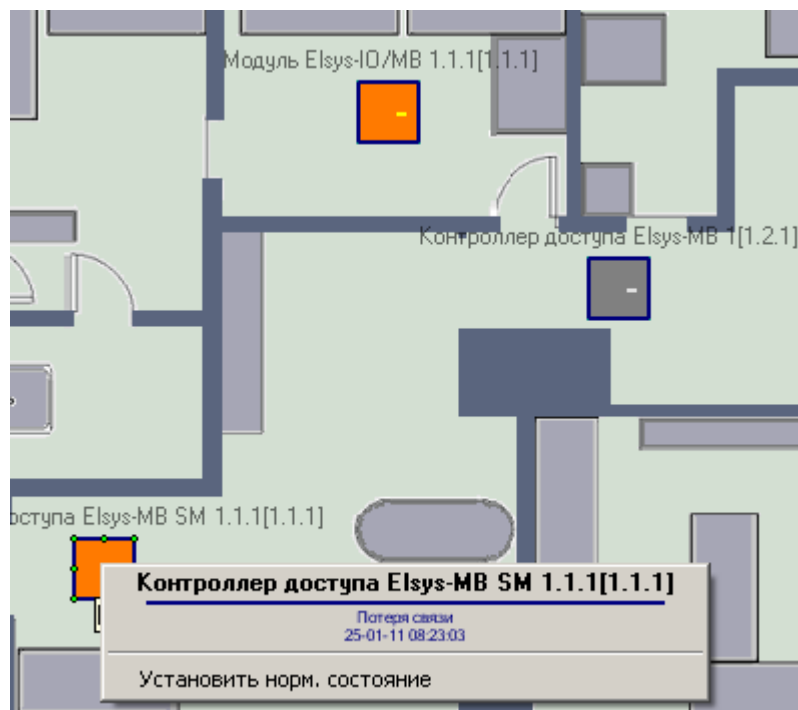 Модуль Elsys-IO/MB 1.1.1[1.1.1]
Контроллер доступа Elsys-MB 1[1.2.1]
оступа Elsys-MB SM 1.1.1[1.1.1]
Контроллер доступа Elsys-MB SM 1.1.1[1.1.1]
Потеря связи
25-01-11 08:23:03
Установить норм. состояние